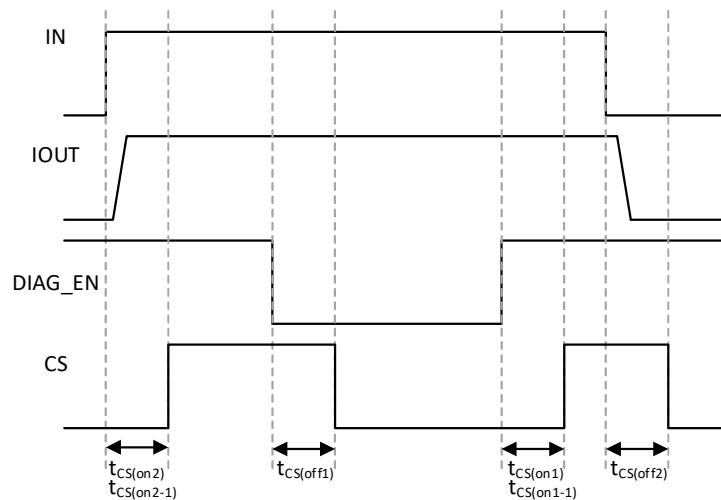 IN
IOUT
DIAG_EN
CS
tCS(on2)
tCS(on2-1)
tCS(off1)
tCS(on1)
tCS(on1-1)
tCS(off2)